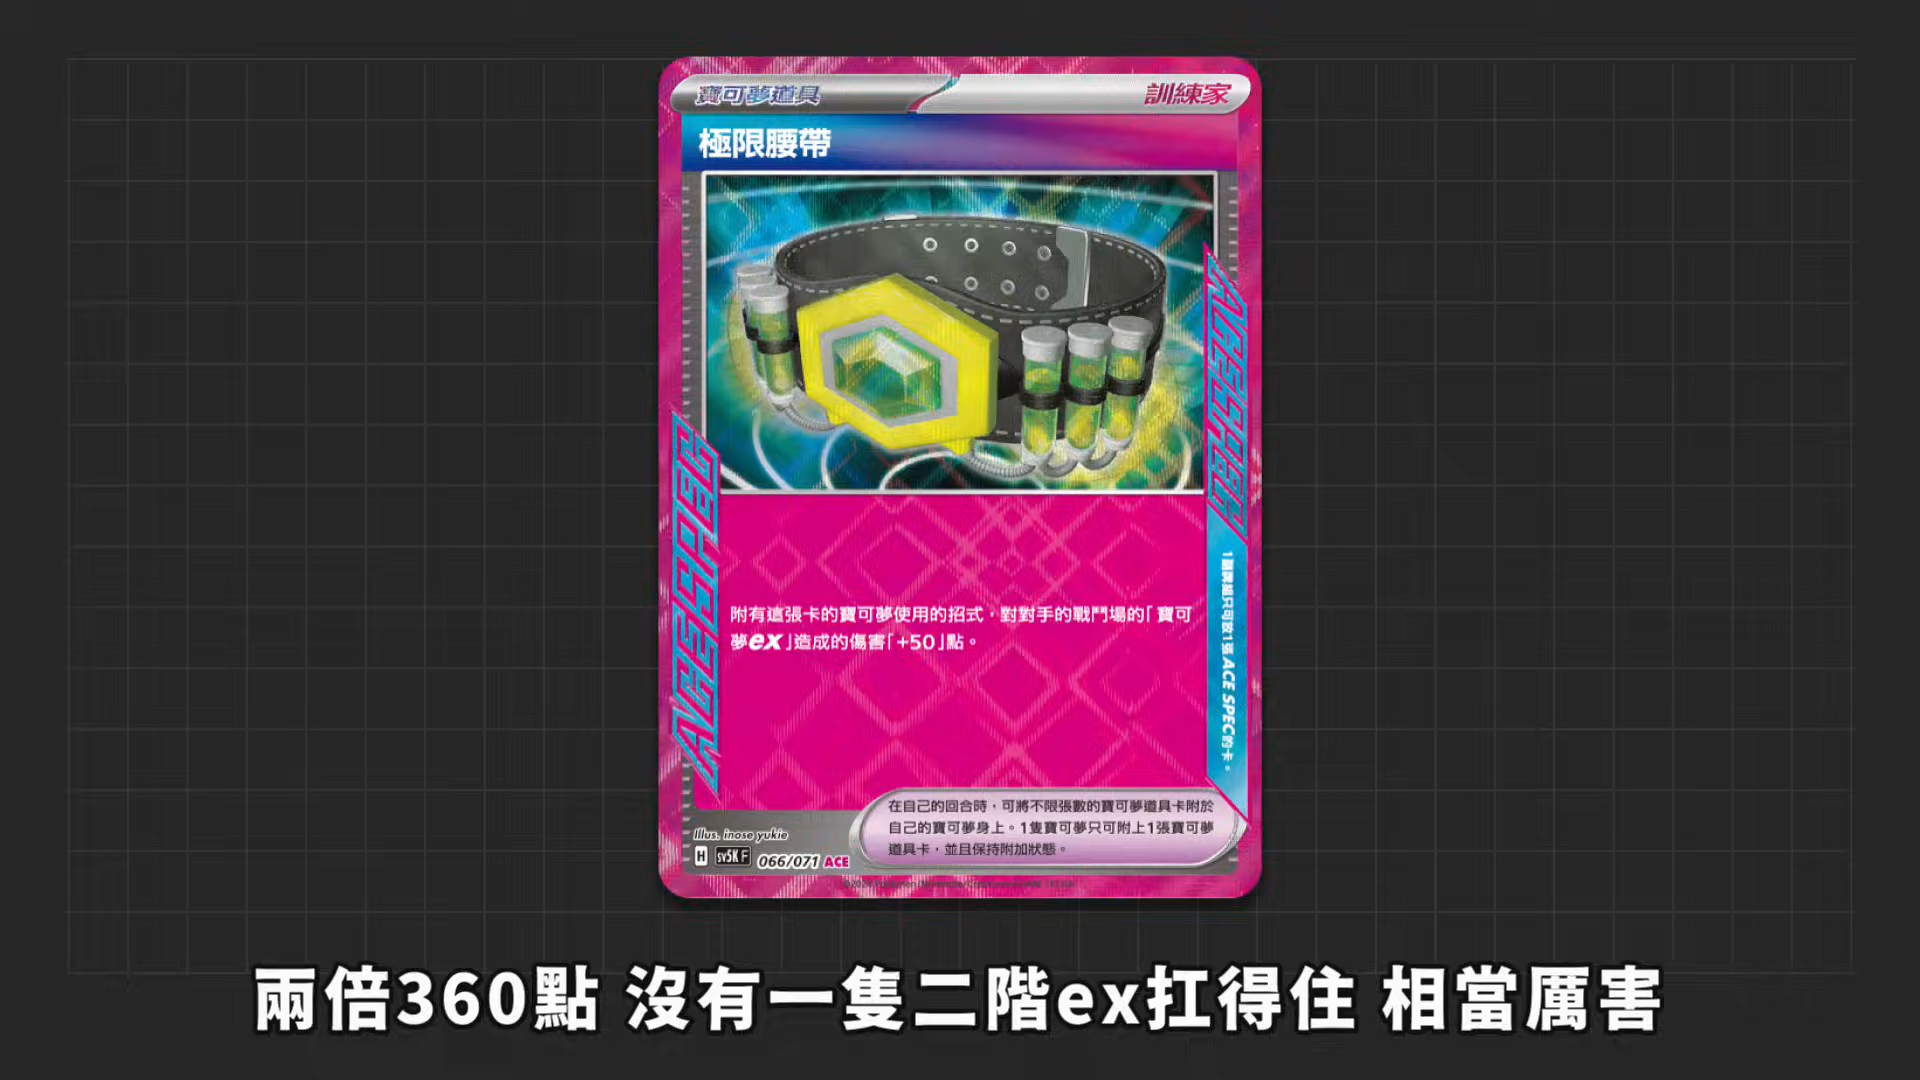 寶可夢道具
訓練家
極限腰帶
ACE SPEC
ACE SPEC
附有這張卡的寶可夢使用的招式，對對手的戰鬥場的「寶可
夢ex」造成的傷害「+50」點。
1副牌組只可放1張ACE SPEC的卡。
在自己的回合時，可將不限張數的寶可夢道具卡附於
自己的寶可夢身上。1隻寶可夢只可附上1張寶可夢
道具卡，並且保持附加狀態。
Illus. inose yukie
H sv5K F 066/071 ACE
兩倍360點 沒有一隻二階ex扛得住 相當厲害